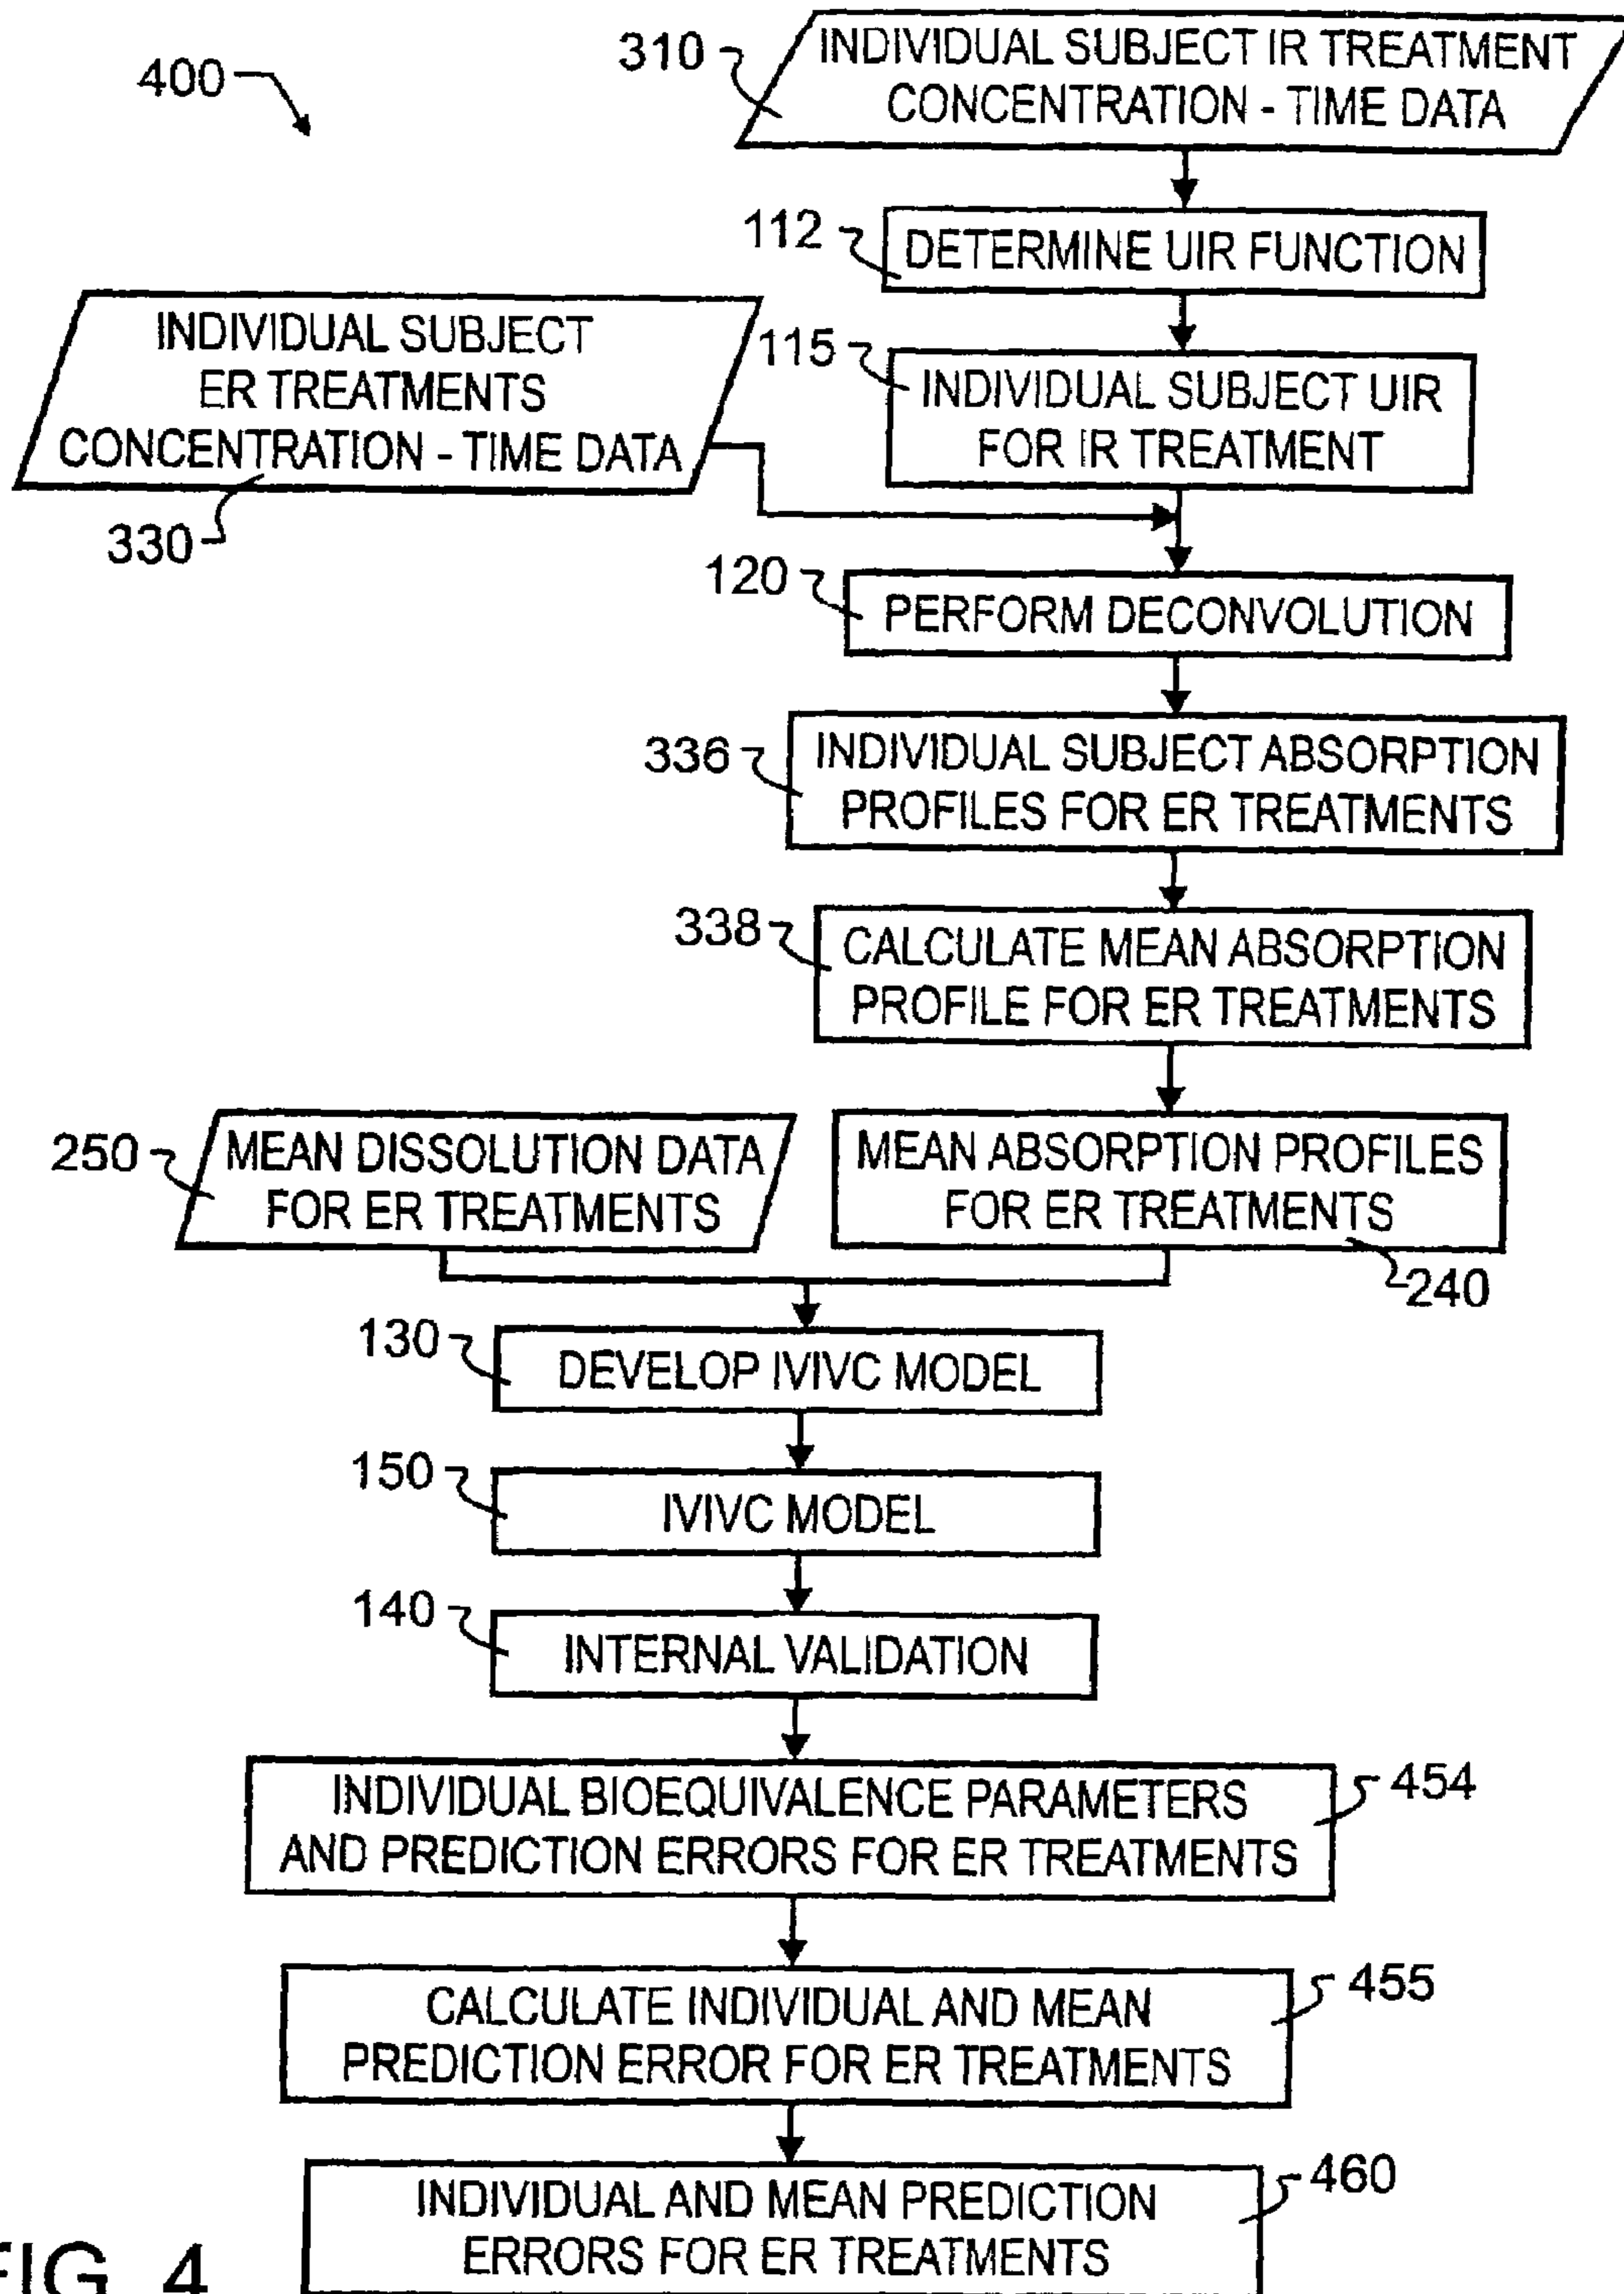 400
310
INDIVIDUAL SUBJECT IR TREATMENT
CONCENTRATION - TIME DATA
112
DETERMINE UIR FUNCTION
INDIVIDUAL SUBJECT
ER TREATMENTS
CONCENTRATION - TIME DATA
330
115
INDIVIDUAL SUBJECT UIR
FOR IR TREATMENT
120
PERFORM DECONVOLUTION
336
INDIVIDUAL SUBJECT ABSORPTION
PROFILES FOR ER TREATMENTS
338
CALCULATE MEAN ABSORPTION
PROFILE FOR ER TREATMENTS
250
MEAN DISSOLUTION DATA
FOR ER TREATMENTS
MEAN ABSORPTION PROFILES
FOR ER TREATMENTS
240
130
DEVELOP IVIVC MODEL
150
IVIVC MODEL
140
INTERNAL VALIDATION
INDIVIDUAL BIOEQUIVALENCE PARAMETERS
AND PREDICTION ERRORS FOR ER TREATMENTS
454
CALCULATE INDIVIDUAL AND MEAN
PREDICTION ERROR FOR ER TREATMENTS
455
INDIVIDUAL AND MEAN PREDICTION
ERRORS FOR ER TREATMENTS
460
FIG. 4